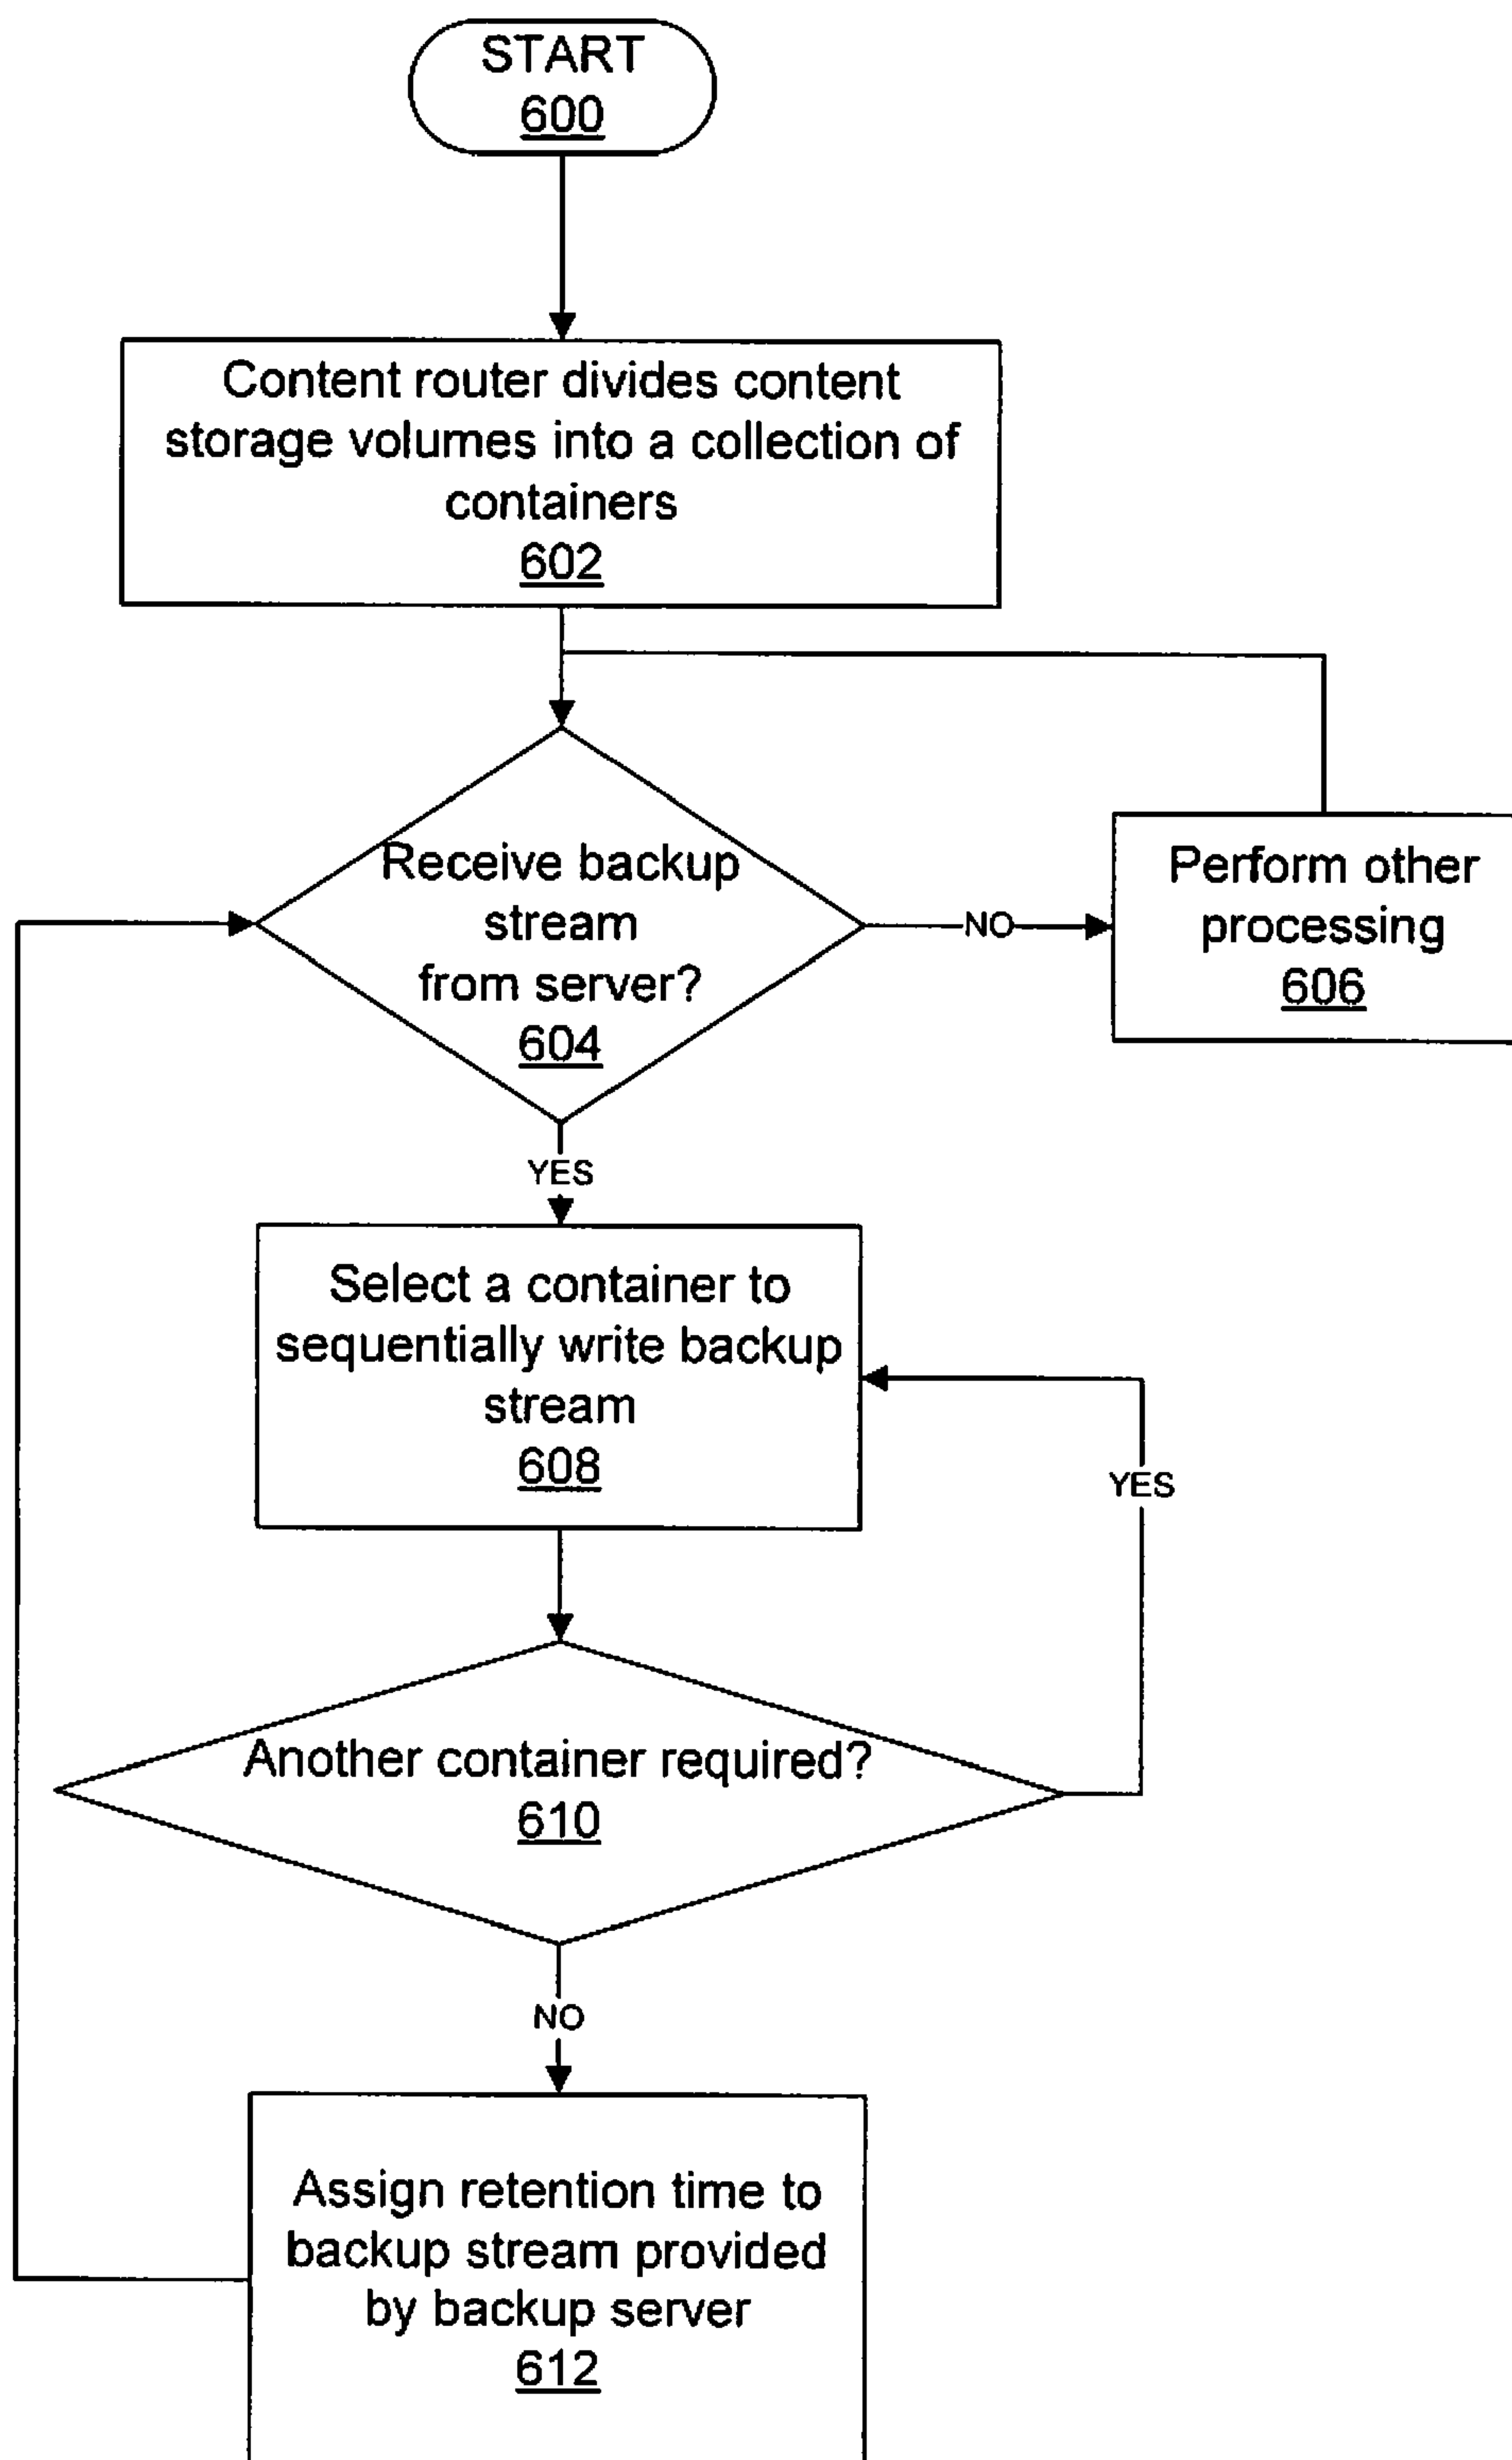 START
600
Content router divides content
storage volumes into a collection of
containers
602
Receive backup
stream
from server?
604
NO
Perform other
processing
606
YES
Select a container to
sequentially write backup
stream
608
YES
Another container required?
610
NO
Assign retention time to
backup stream provided
by backup server
612